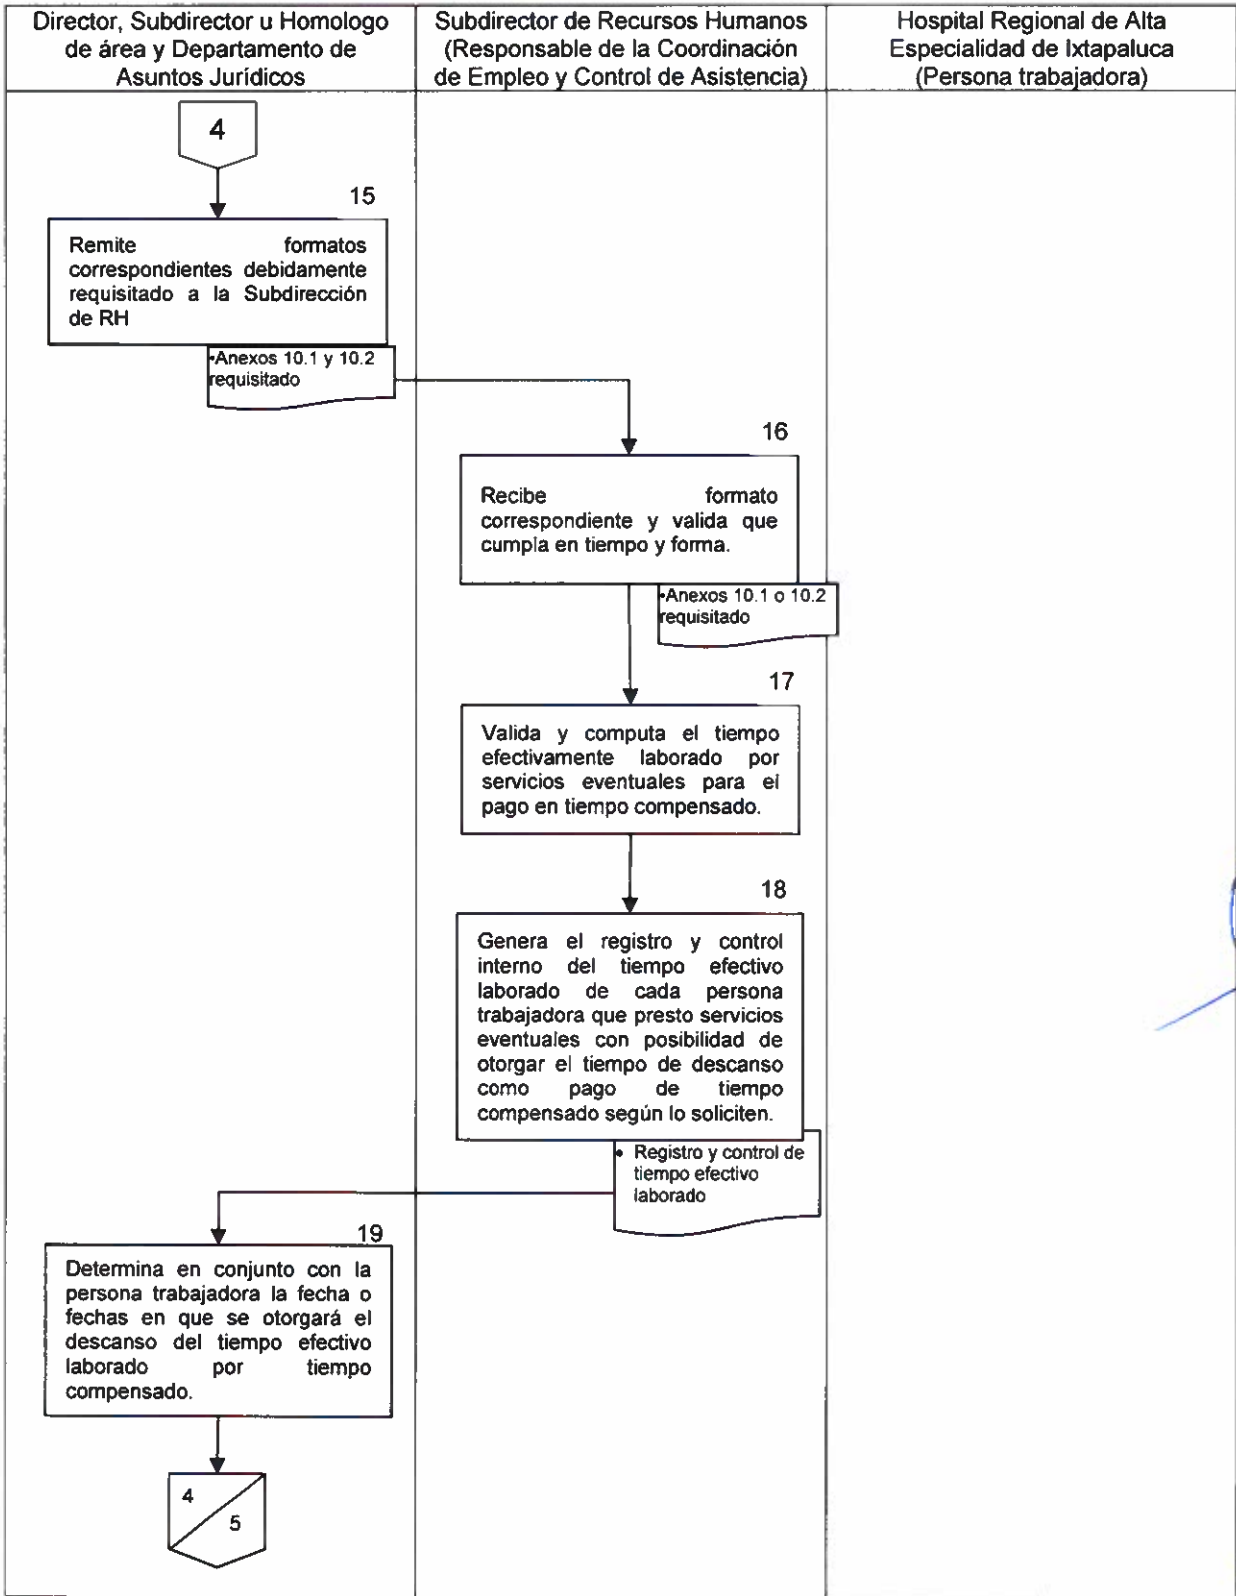 Director, Subdirector u Homologo
de área y Departamento de
Asuntos Jurídicos
Subdirector de Recursos Humanos
(Responsable de la Coordinación
de Empleo y Control de Asistencia)
Hospital Regional de Alta
Especialidad de Ixtapaluca
(Persona trabajadora)
4
15
Remite formatos
correspondientes debidamente
requisitado a la Subdirección
de RH
•Anexos 10.1 y 10.2
requisitado
16
Recibe formato
correspondiente y valida que
cumpla en tiempo y forma.
•Anexos 10.1 o 10.2
requisitado
17
Valida y computa el tiempo
efectivamente laborado por
servicios eventuales para el
pago en tiempo compensado.
18
Genera el registro y control
interno del tiempo efectivo
laborado de cada persona
trabajadora que presto servicios
eventuales con posibilidad de
otorgar el tiempo de descanso
como pago de tiempo
compensado según lo soliciten.
• Registro y control de
tiempo efectivo
laborado
19
Determina en conjunto con la
persona trabajadora la fecha o
fechas en que se otorgará el
descanso del tiempo efectivo
laborado por tiempo
compensado.
4
5